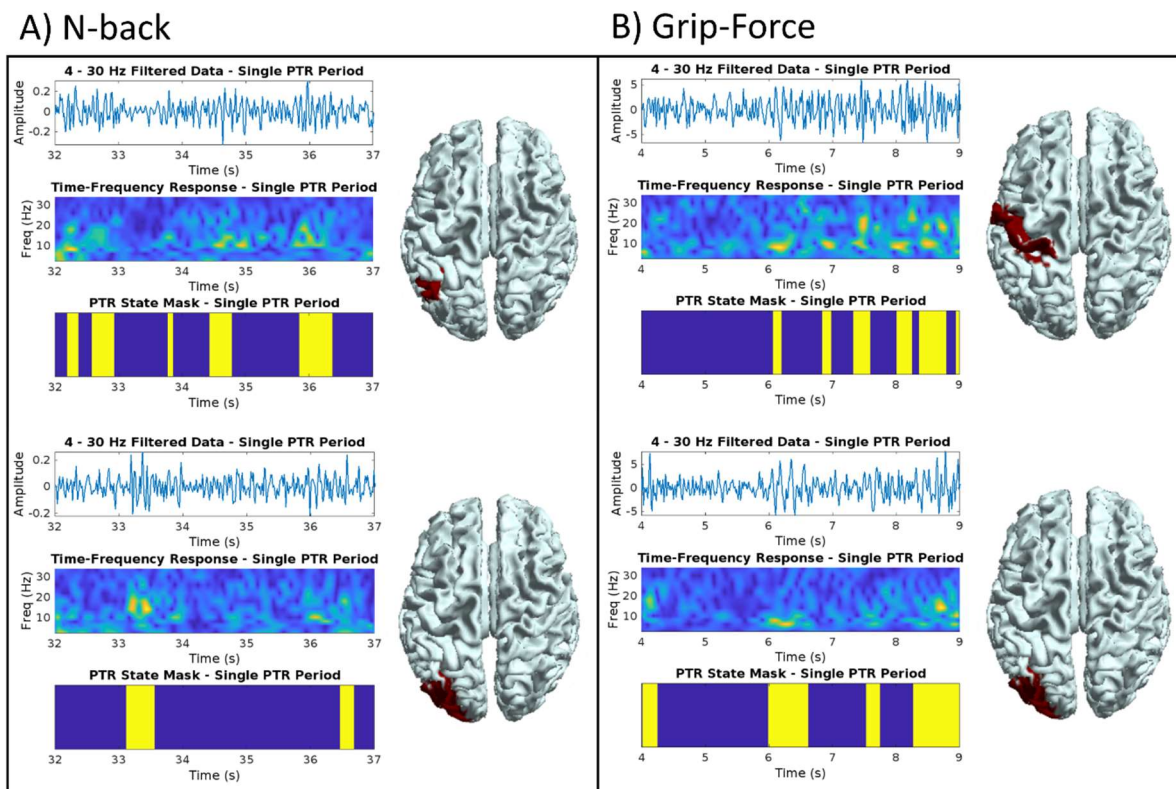 A) N-back
4 - 30 Hz Filtered Data - Single PTR Period
Amplitude
0.2
0
-0.2
32 33 34 35 36 37
Time (s)
Time-Frequency Response - Single PTR Period
Freq (Hz)
30
20
10
32 33 34 35 36 37
Time (s)
PTR State Mask - Single PTR Period
32 33 34 35 36 37
Time (s)
4 - 30 Hz Filtered Data - Single PTR Period
Amplitude
0.2
0
-0.2
32 33 34 35 36 37
Time (s)
Time-Frequency Response - Single PTR Period
Freq (Hz)
30
20
10
32 33 34 35 36 37
Time (s)
PTR State Mask - Single PTR Period
32 33 34 35 36 37
Time (s)
B) Grip-Force
4 - 30 Hz Filtered Data - Single PTR Period
Amplitude
5
0
-5
4 5 6 7 8 9
Time (s)
Time-Frequency Response - Single PTR Period
Freq (Hz)
30
20
10
4 5 6 7 8 9
Time (s)
PTR State Mask - Single PTR Period
4 5 6 7 8 9
Time (s)
4 - 30 Hz Filtered Data - Single PTR Period
Amplitude
5
0
-5
4 5 6 7 8 9
Time (s)
Time-Frequency Response - Single PTR Period
Freq (Hz)
30
20
10
4 5 6 7 8 9
Time (s)
PTR State Mask - Single PTR Period
4 5 6 7 8 9
Time (s)